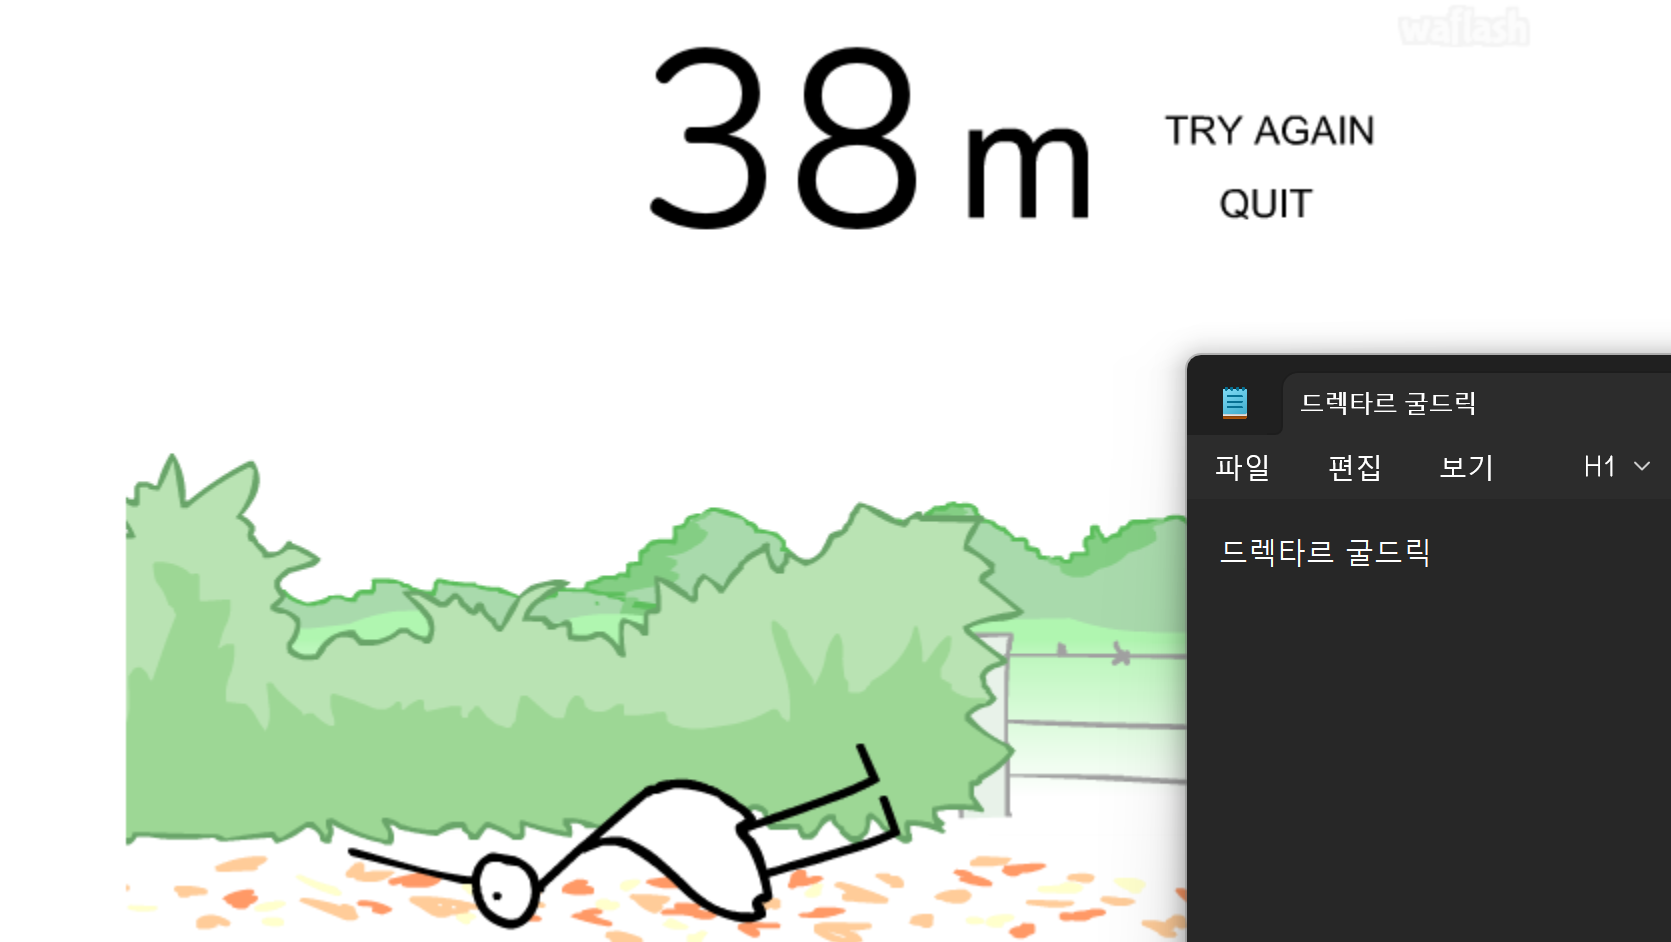 waflash
38 m
TRY AGAIN
QUIT
드렉타르 굴드릭
파일 편집 보기 H1
드렉타르 굴드릭